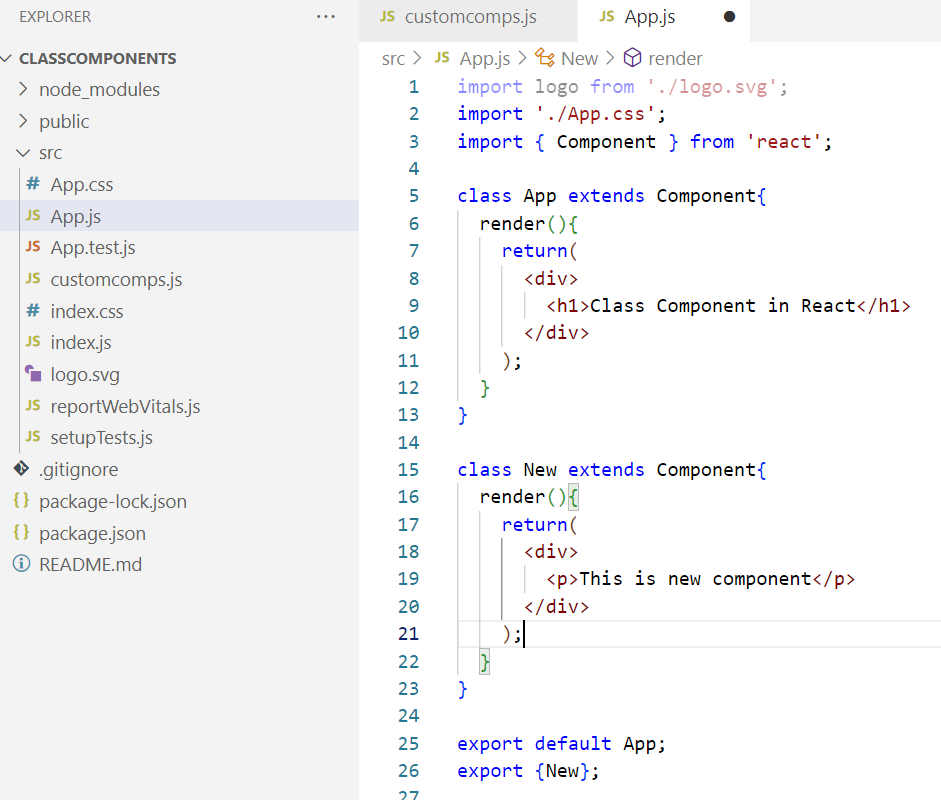 EXPLORER ...
CLASSCOMPONENTS
node_modules
public
src
# App.css
JS App.js
JS App.test.js
JS customcomps.js
# index.css
JS index.js
logo.svg
JS reportWebVitals.js
JS setupTests.js
.gitignore
{} package-lock.json
{} package.json
README.md
JS customcomps.js JS App.js
src > JS App.js > New > render
1 import logo from './logo.svg';
2 import './App.css';
3 import { Component } from 'react';
4
5 class App extends Component{
6 render(){
7 return(
8 <div>
9 <h1>Class Component in React</h1>
10 </div>
11 );
12 }
13 }
14
15 class New extends Component{
16 render(){
17 return(
18 <div>
19 <p>This is new component</p>
20 </div>
21 );
22 }
23 }
24
25 export default App;
26 export {New};
27